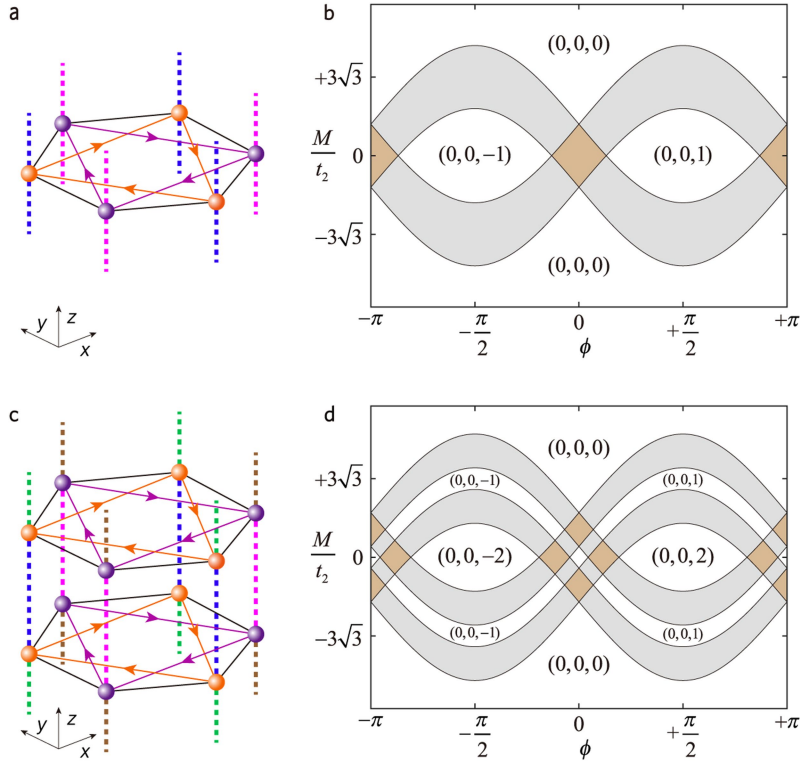 a
z
y
x
b
(0,0,0)
+3√3
M/t₂
0
−3√3
(0,0,−1)
(0,0,1)
(0,0,0)
−π
−π/2
0
+π/2
+π
ϕ
c
z
y
x
d
(0,0,0)
+3√3
(0,0,−1)
(0,0,1)
M/t₂
0
(0,0,−2)
(0,0,2)
−3√3
(0,0,−1)
(0,0,1)
(0,0,0)
−π
−π/2
0
+π/2
+π
ϕ